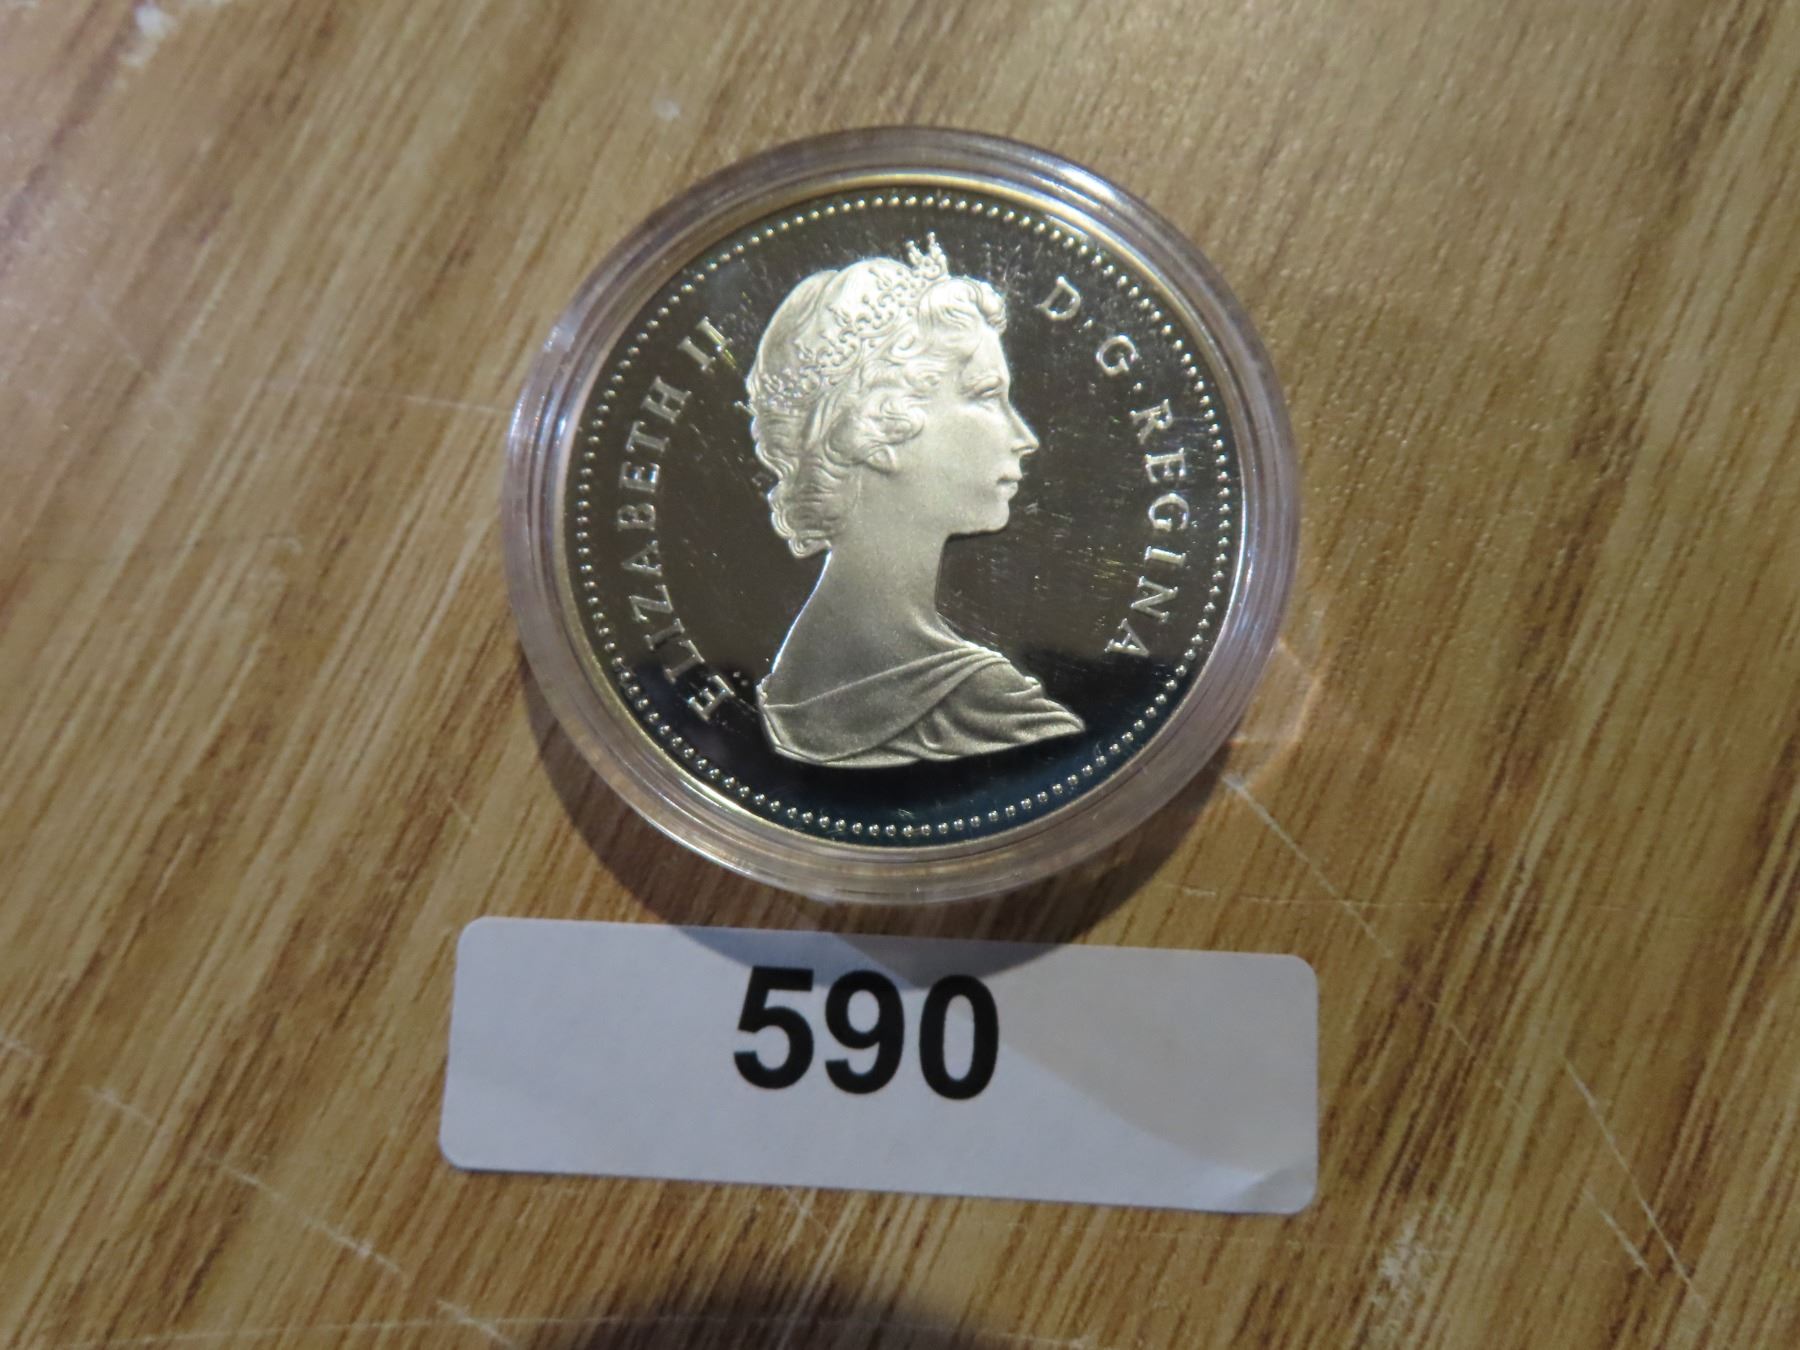 ELIZABETH II D·G·REGINA
590